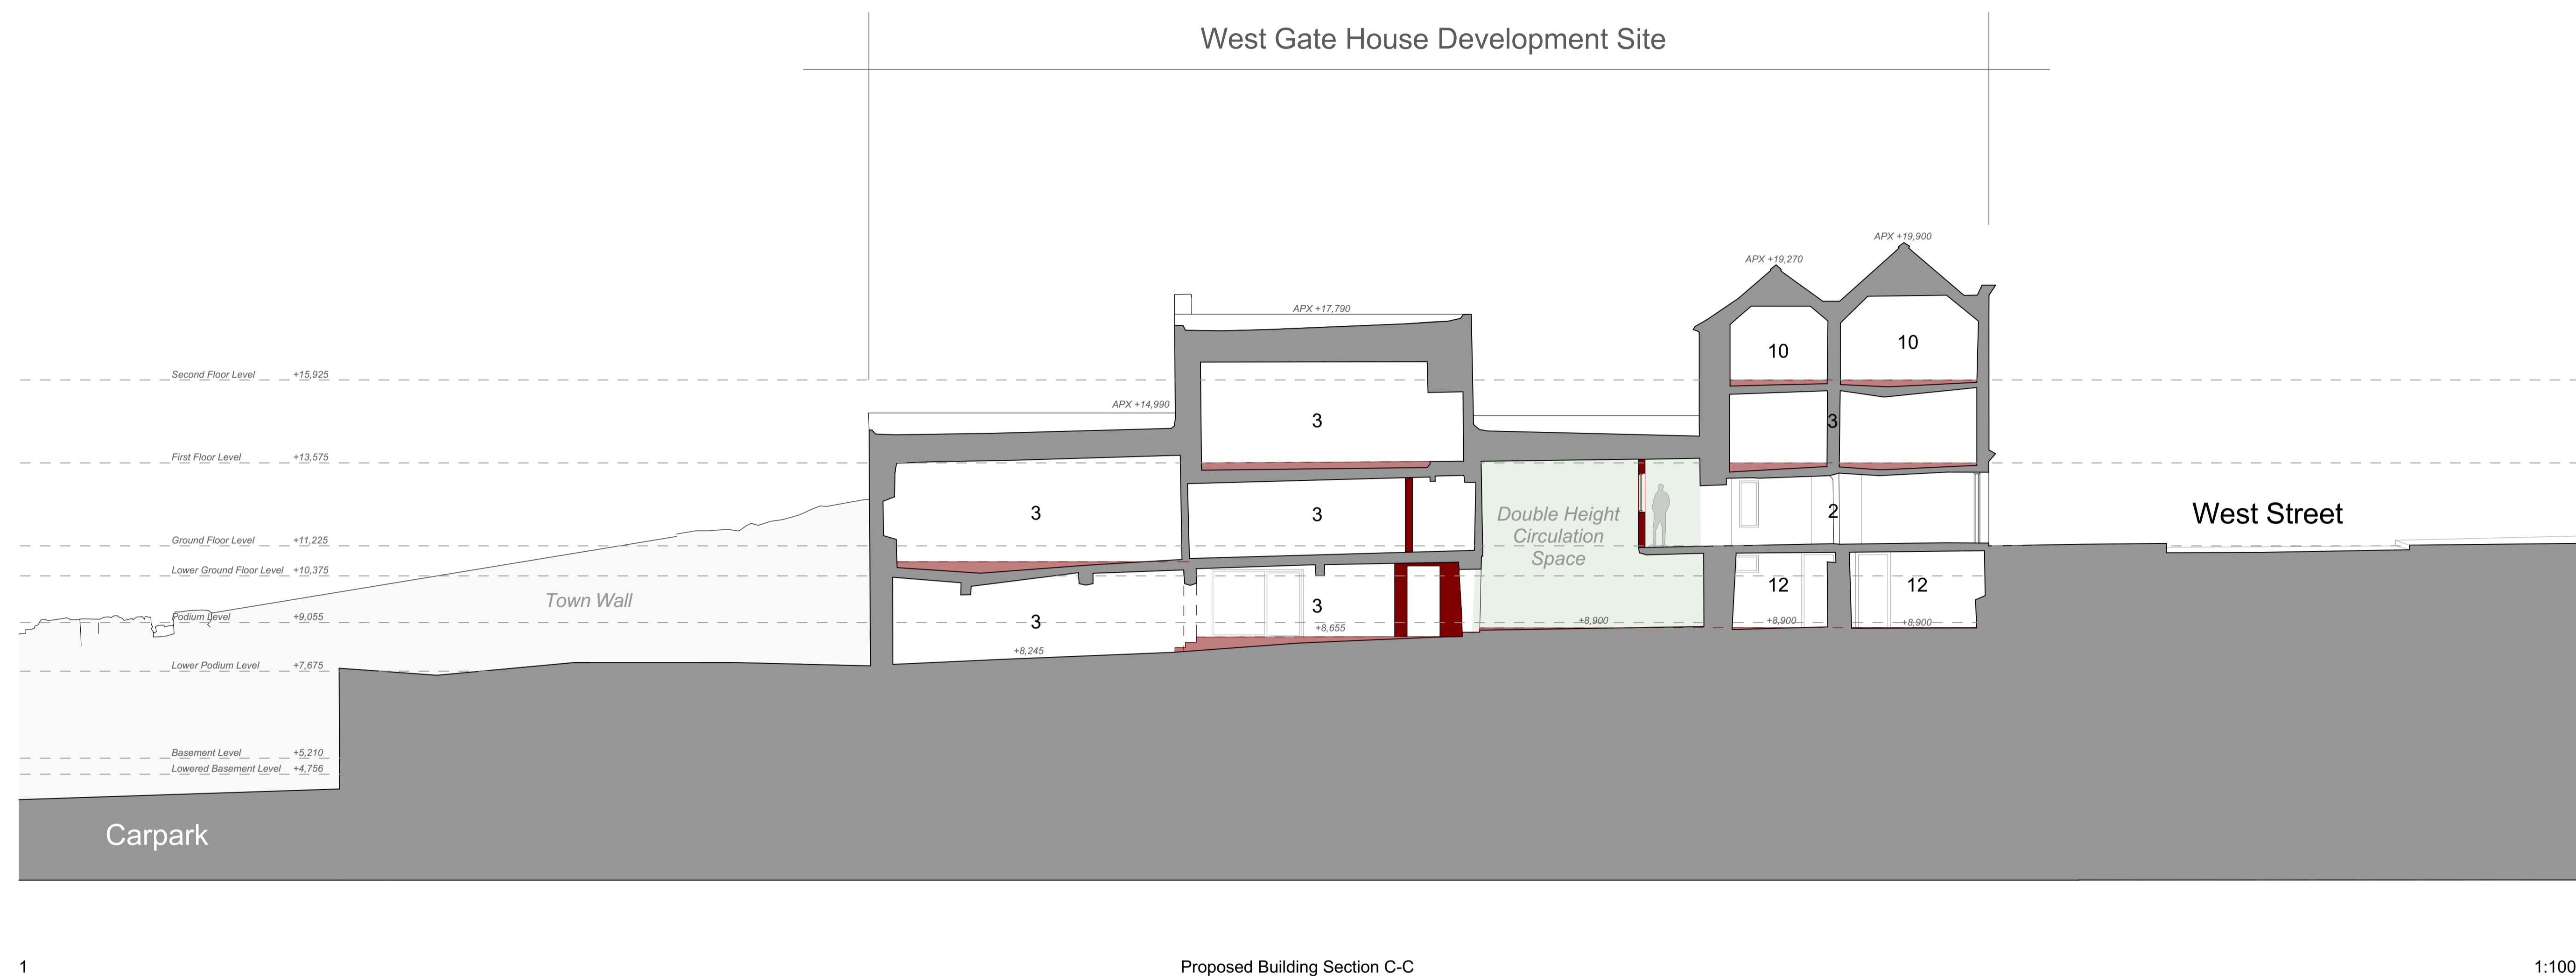 West Gate House Development Site
APX +19,900
APX +19,270
APX +17,790
10
10
Second Floor Level +15,925
APX +14,990
3
3
First Floor Level +13,575
3
3
Double Height
Circulation
Space
2
West Street
Ground Floor Level +11,225
Lower Ground Floor Level +10,375
12
12
Town Wall
3
Podium Level +9,055
3
+8,655
+8,900
+8,900
+8,900
+8,245
Lower Podium Level +7,675
Basement Level +5,210
Lowered Basement Level +4,756
Carpark
1
Proposed Building Section C-C
1:100